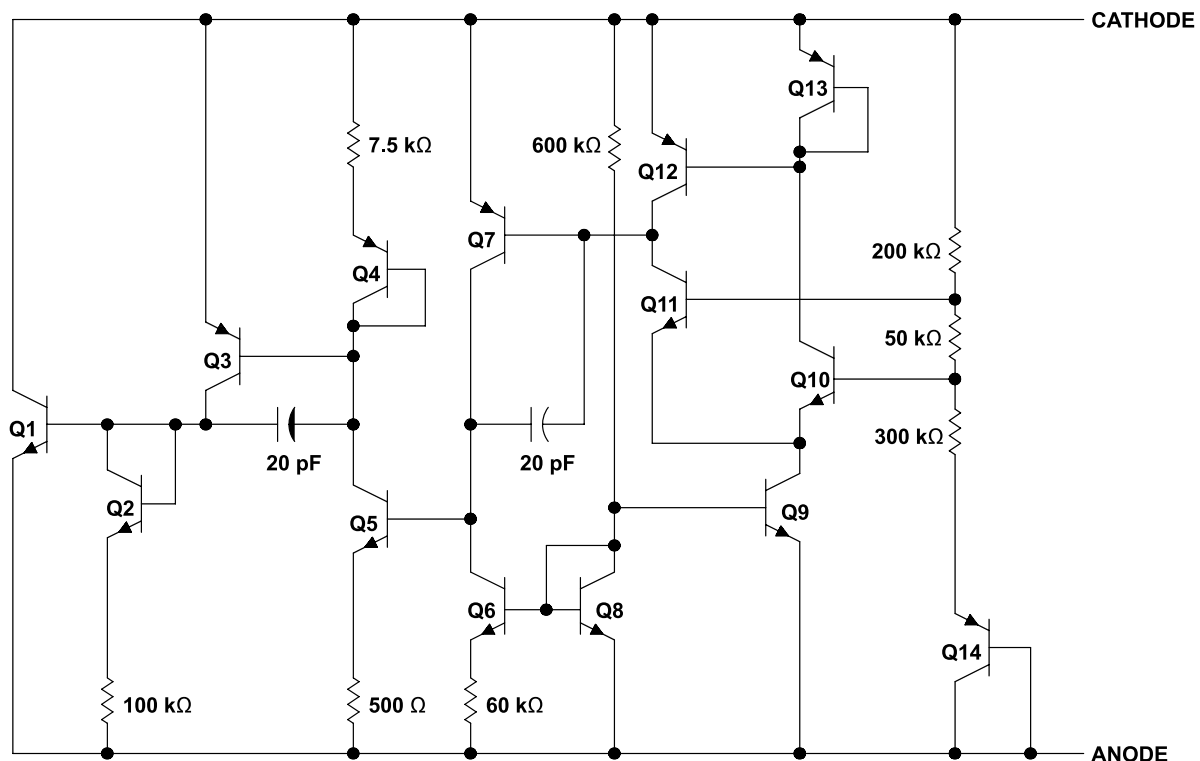 CATHODE
Q13
7.5 kΩ
600 kΩ
Q12
Q7
200 kΩ
Q4
Q11
50 kΩ
Q3
Q10
Q1
300 kΩ
20 pF
20 pF
Q2
Q5
Q9
Q6
Q8
Q14
100 kΩ
500 Ω
60 kΩ
ANODE